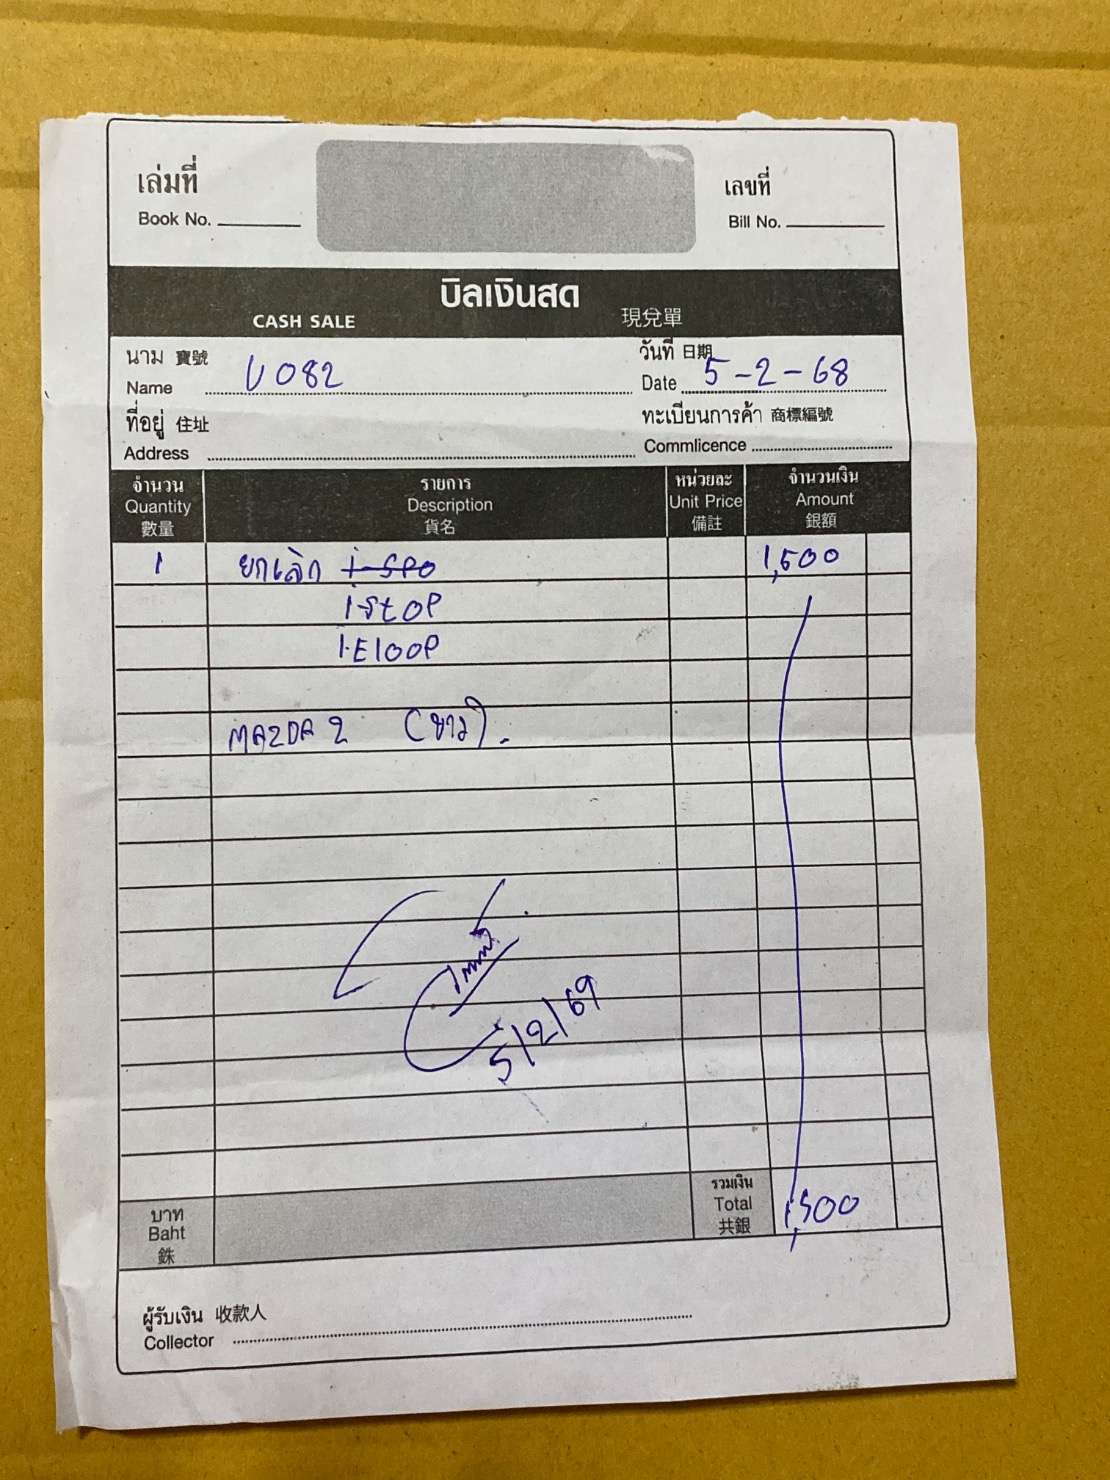 เล่มที่
Book No.
เลขที่
Bill No.
บิลเงินสด
CASH SALE 現兌單
นาม 寶號
Name U082
วันที่ 日期
Date 5-2-68
ที่อยู่ 住址
Address
ทะเบียนการค้า 商標編號
Commlicence
จำนวน
Quantity
數量
รายการ
Description
貨名
หน่วยละ
Unit Price
備註
จำนวนเงิน
Amount
銀額
1 ยกเลิก i-SPO 1,500
i-StOP
i-ElOOP
MAZDA 2 (ขาว).
5/2/69
บาท
Baht
銖
รวมเงิน
Total
共銀
1,500
ผู้รับเงิน 收款人
Collector